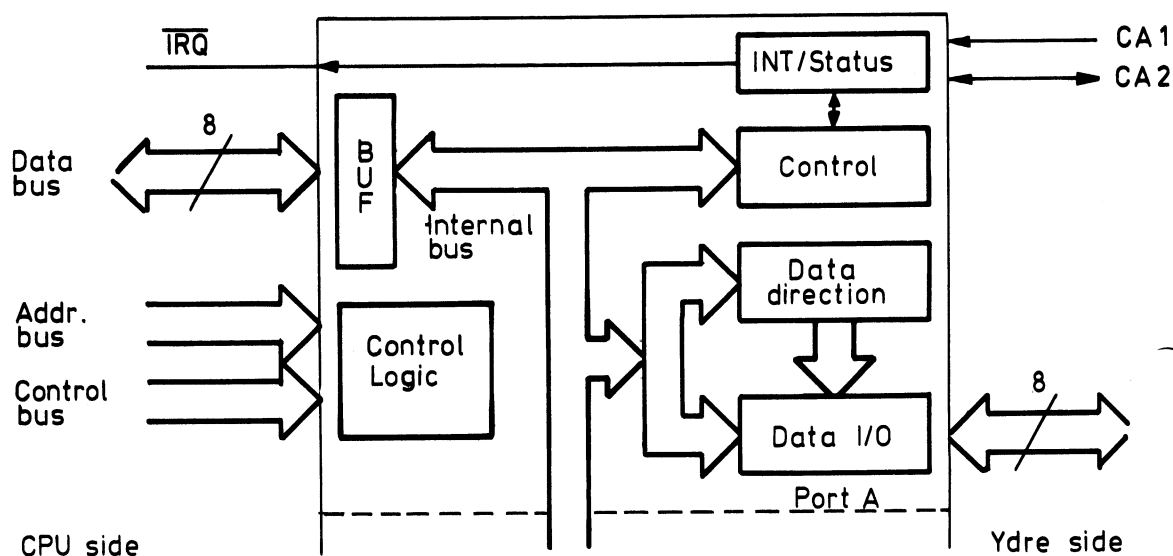 IRQ
CA1
INT/Status
CA2
8
Data
bus
BUF
Control
Internal
bus
Data
direction
Addr.
bus
Control
Logic
Control
bus
8
Data I/O
Port A
CPU side
Ydre side